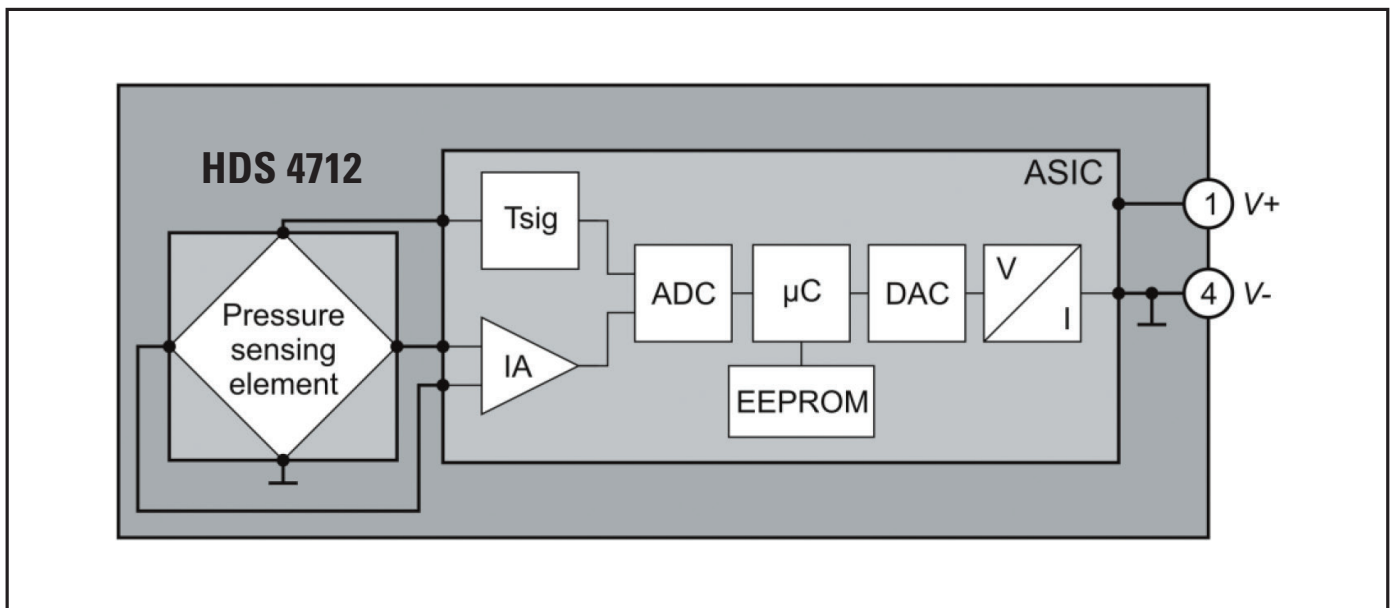 HDS 4712
ASIC
Tsig
1 V+
ADC
µC
DAC
V
I
4 V-
Pressure
sensing
element
IA
EEPROM